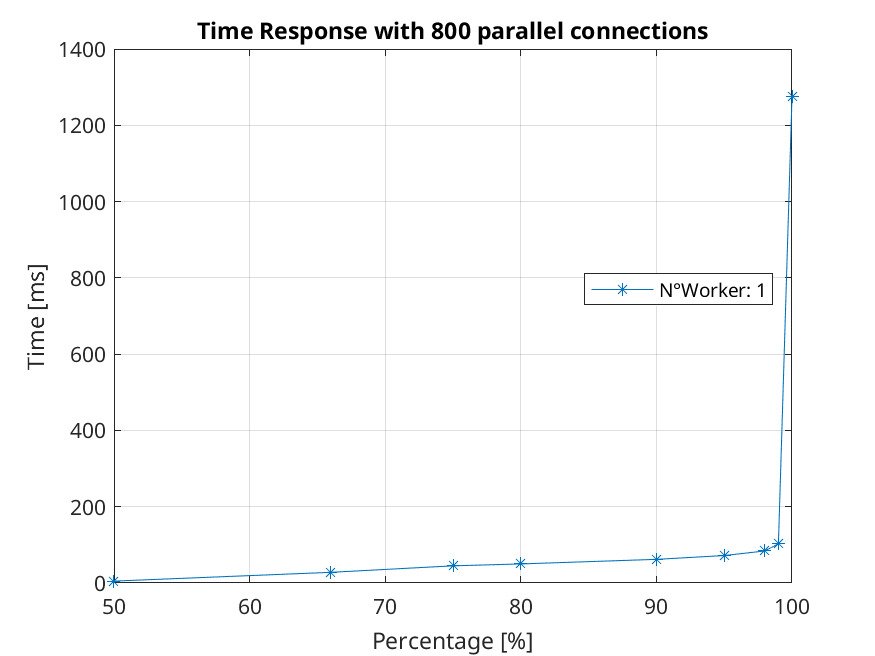 Time Response with 800 parallel connections
1400
1200
1000
800
600
400
200
0
Time [ms]
N°Worker: 1
50 60 70 80 90 100
Percentage [%]